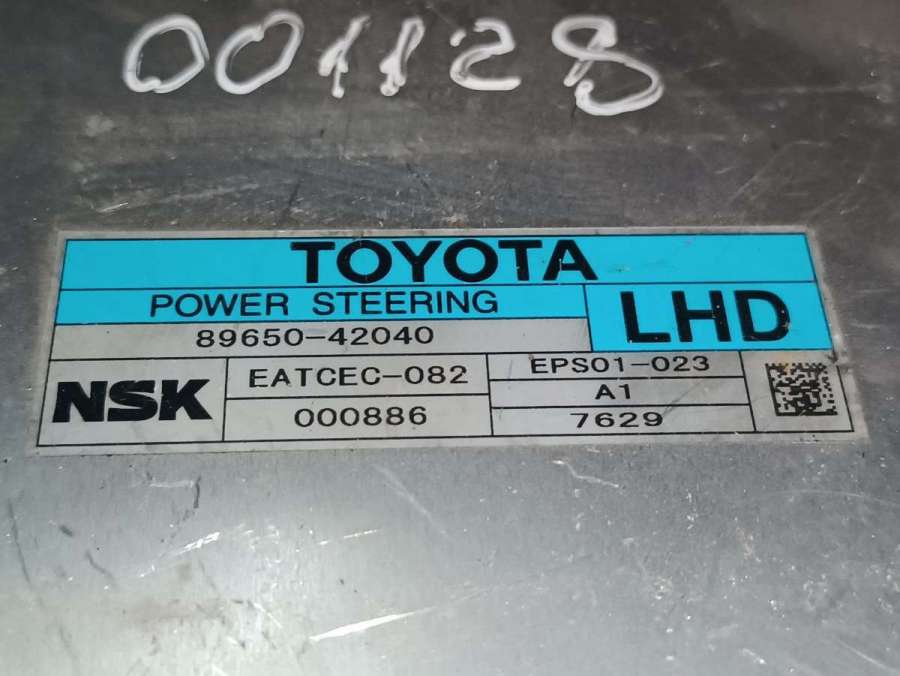 001128
TOYOTA
POWER STEERING
LHD
89650-42040
NSK
EATCEC-082
000886
EPS01-023
A1
7629